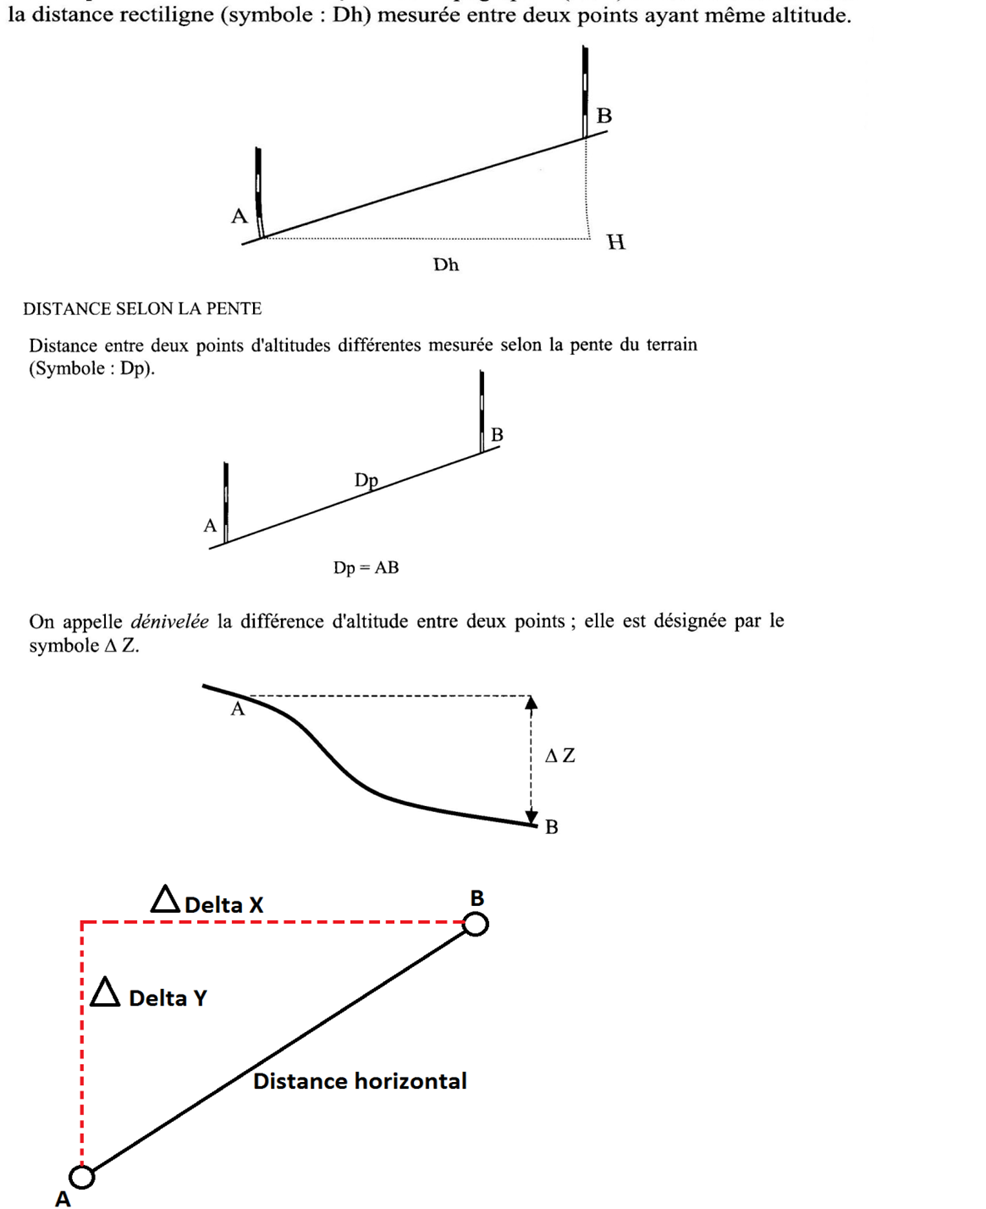 la distance rectiligne (symbole : Dh) mesurée entre deux points ayant même altitude.
B
A
H
Dh
DISTANCE SELON LA PENTE
Distance entre deux points d'altitudes différentes mesurée selon la pente du terrain
(Symbole : Dp).
B
Dp
A
Dp = AB
On appelle dénivelée la différence d'altitude entre deux points ; elle est désignée par le
symbole Δ Z.
A
Δ Z
B
Δ Delta X
B
Δ Delta Y
Distance horizontal
A